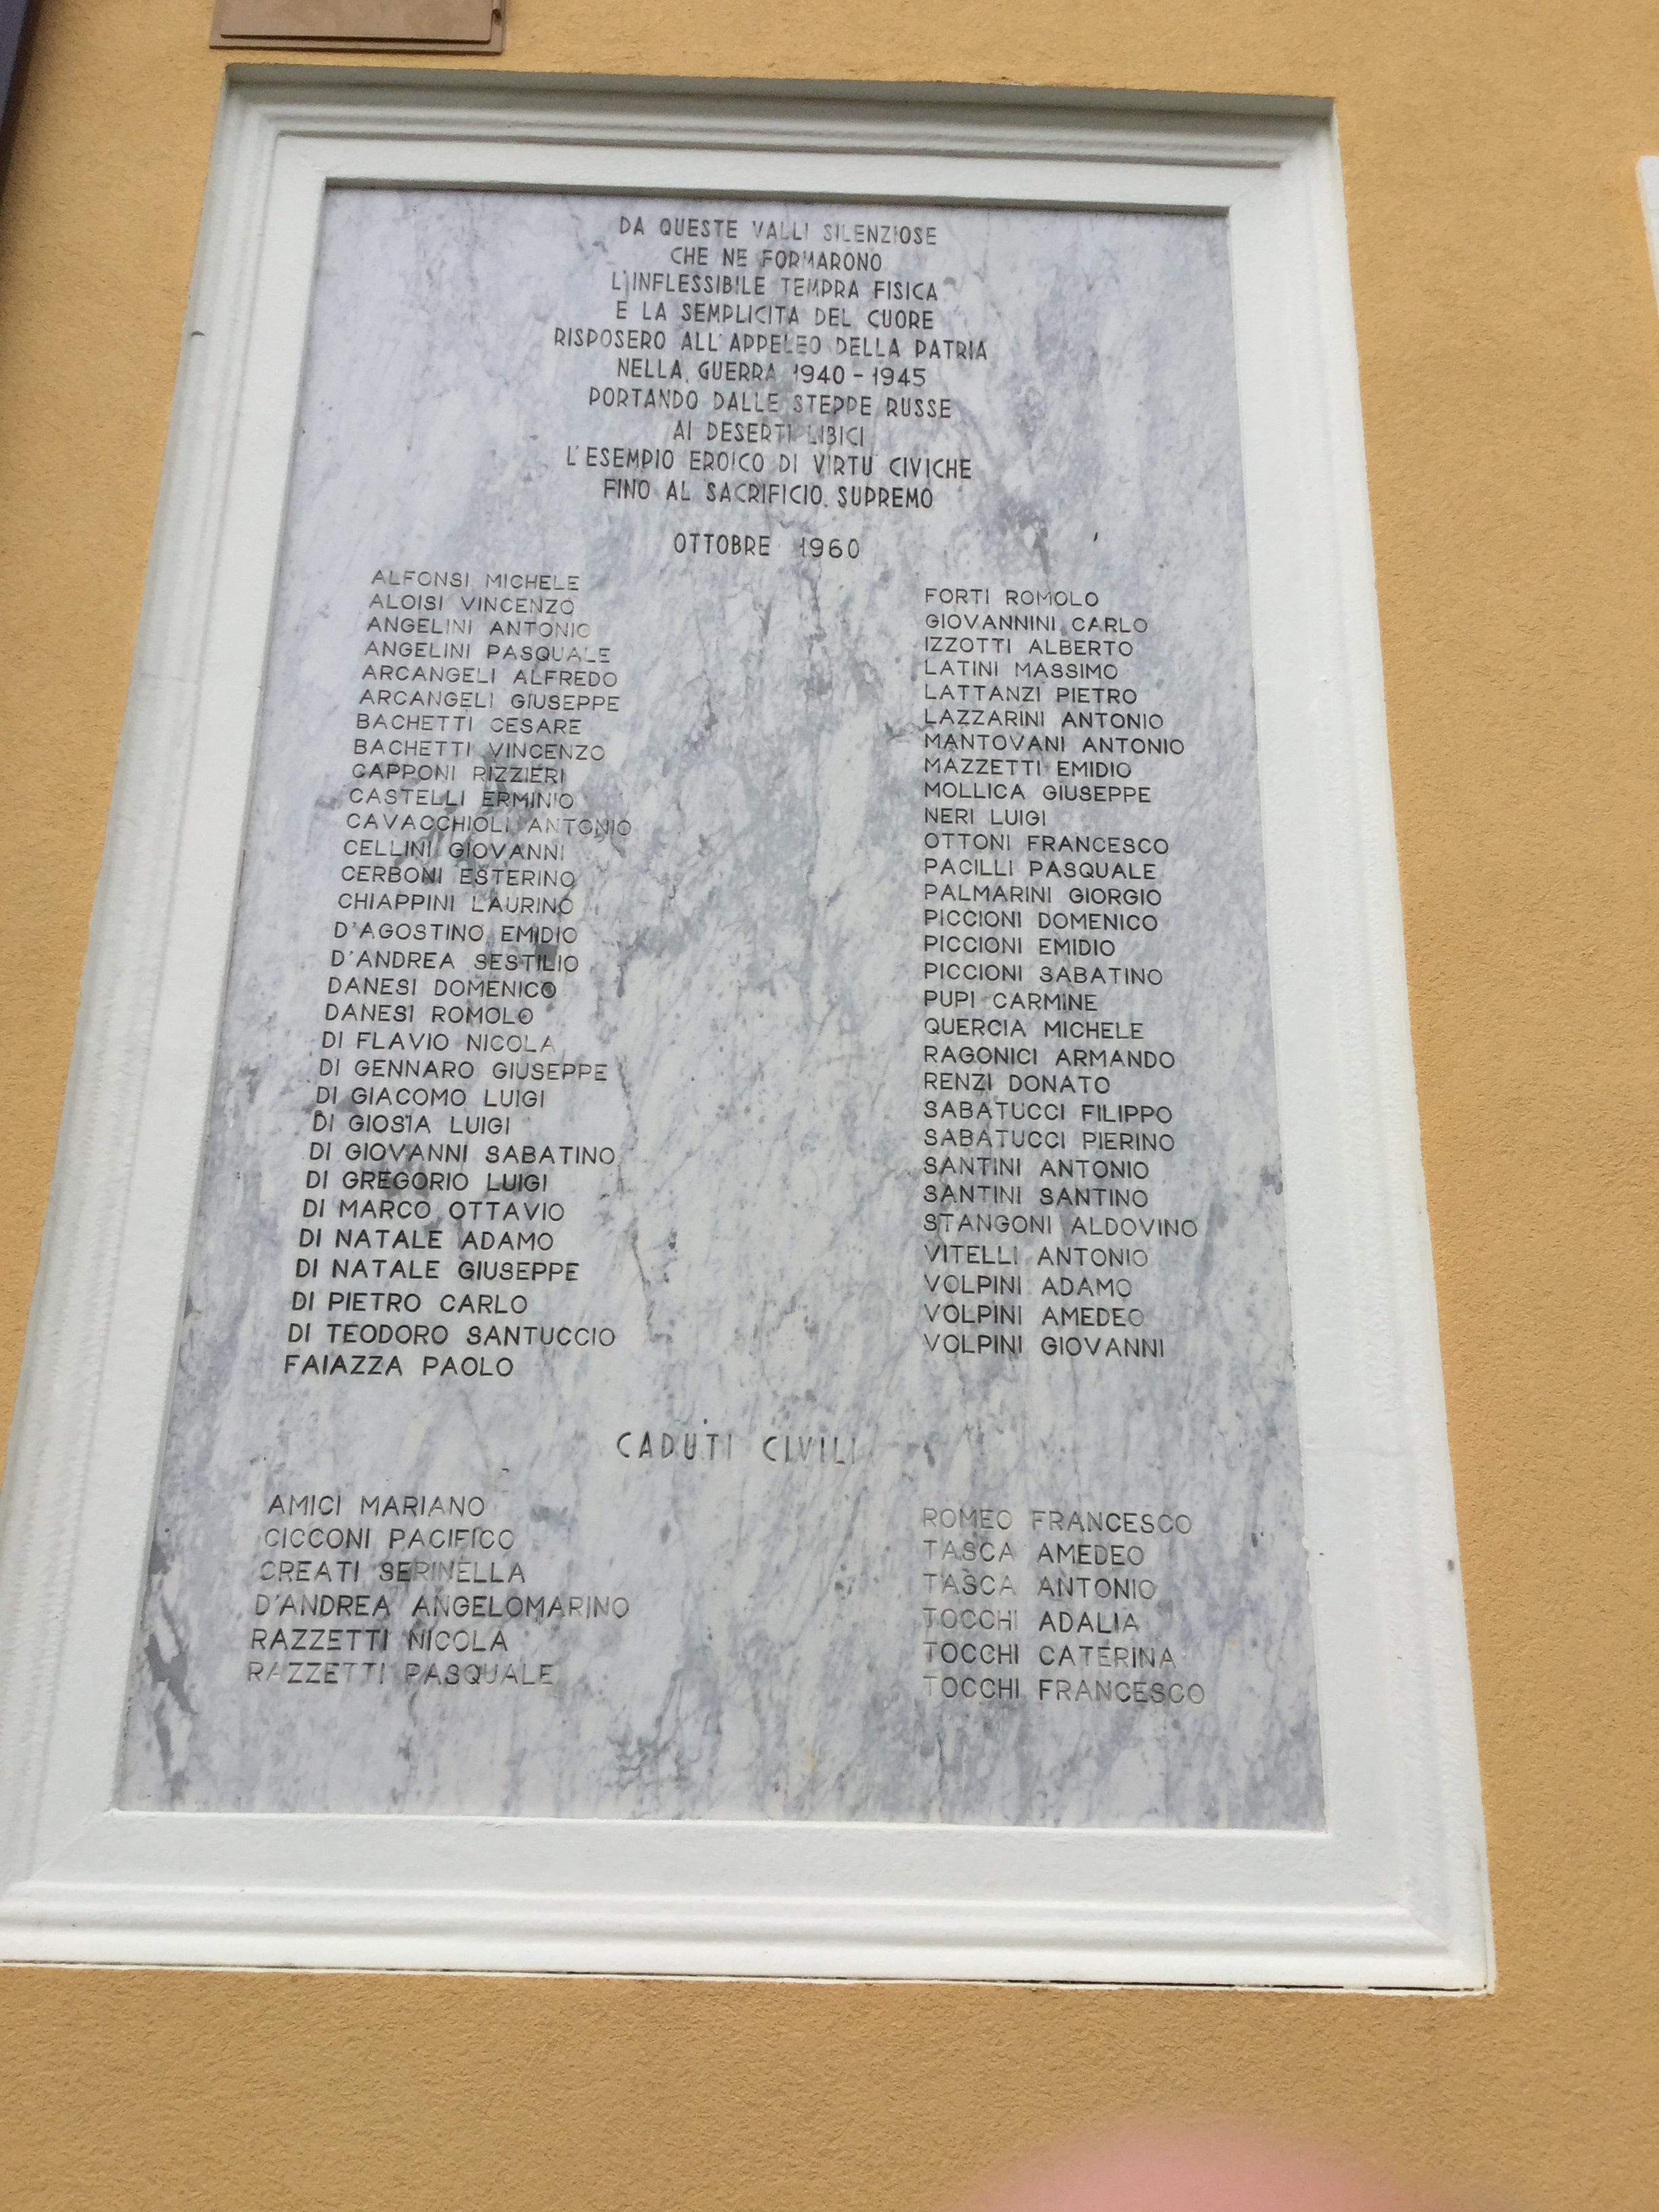 DA QUESTE VALLI SILENZIOSE
CHE NE FORMARONO
L'INFLESSIBILE TEMPRA FISICA
E LA SEMPLICITA DEL CUORE
RISPOSERO ALL'APPELEO DELLA PATRIA
NELLA GUERRA 1940-1945
PORTANDO DALLE STEPPE RUSSE
AI DESERTI LIBICI
L'ESEMPIO EROICO DI VIRTU' CIVICHE
FINO AL SACRIFICIO SUPREMO
OTTOBRE 1960
ALFONSI MICHELE
ALOISI VINCENZO
ANGELINI ANTONIO
ANGELINI PASQUALE
ARCANGELI ALFREDO
ARCANGELI GIUSEPPE
BACHETTI CESARE
BACHETTI VINCENZO
CAPPONI RIZZIERI
CASTELLI ERMINIO
CAVACCHIOLI ANTONIO
CELLINI GIOVANNI
CERBONI ESTERINO
CHIAPPINI LAURINO
D'AGOSTINO EMIDIO
D'ANDREA SESTILIO
DANESI DOMENICO
DANESI ROMOLO
DI FLAVIO NICOLA
DI GENNARO GIUSEPPE
DI GIACOMO LUIGI
DI GIOSIA LUIGI
DI GIOVANNI SABATINO
DI GREGORIO LUIGI
DI MARCO OTTAVIO
DI NATALE ADAMO
DI NATALE GIUSEPPE
DI PIETRO CARLO
DI TEODORO SANTUCCIO
FAIAZZA PAOLO
FORTI ROMOLO
GIOVANNINI CARLO
IZZOTTI ALBERTO
LATINI MASSIMO
LATTANZI PIETRO
LAZZARINI ANTONIO
MANTOVANI ANTONIO
MAZZETTI EMIDIO
MOLLICA GIUSEPPE
NERI LUIGI
OTTONI FRANCESCO
PACILLI PASQUALE
PALMARINI GIORGIO
PICCIONI DOMENICO
PICCIONI EMIDIO
PICCIONI SABATINO
PUPI CARMINE
QUERCIA MICHELE
RAGONICI ARMANDO
RENZI DONATO
SABATUCCI FILIPPO
SABATUCCI PIERINO
SANTINI ANTONIO
SANTINI SANTINO
STANGONI ALDOVINO
VITELLI ANTONIO
VOLPINI ADAMO
VOLPINI AMEDEO
VOLPINI GIOVANNI
CADUTI CIVILI
AMICI MARIANO
CICCONI PACIFICO
CREATI SERINELLA
D'ANDREA ANGELOMARINO
RAZZETTI NICOLA
RAZZETTI PASQUALE
ROMEO FRANCESCO
TASCA AMEDEO
TASCA ANTONIO
TOCCHI ADALIA
TOCCHI CATERINA
TOCCHI FRANCESCO